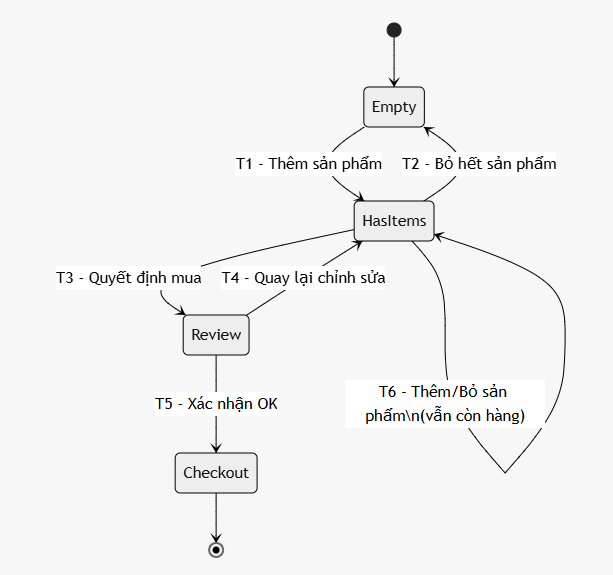 Empty
T1 - Thêm sản phẩm
T2 - Bỏ hết sản phẩm
HasItems
T3 - Quyết định mua
T4 - Quay lại chỉnh sửa
Review
T6 - Thêm/Bỏ sản
phẩm\n(vẫn còn hàng)
T5 - Xác nhận OK
Checkout